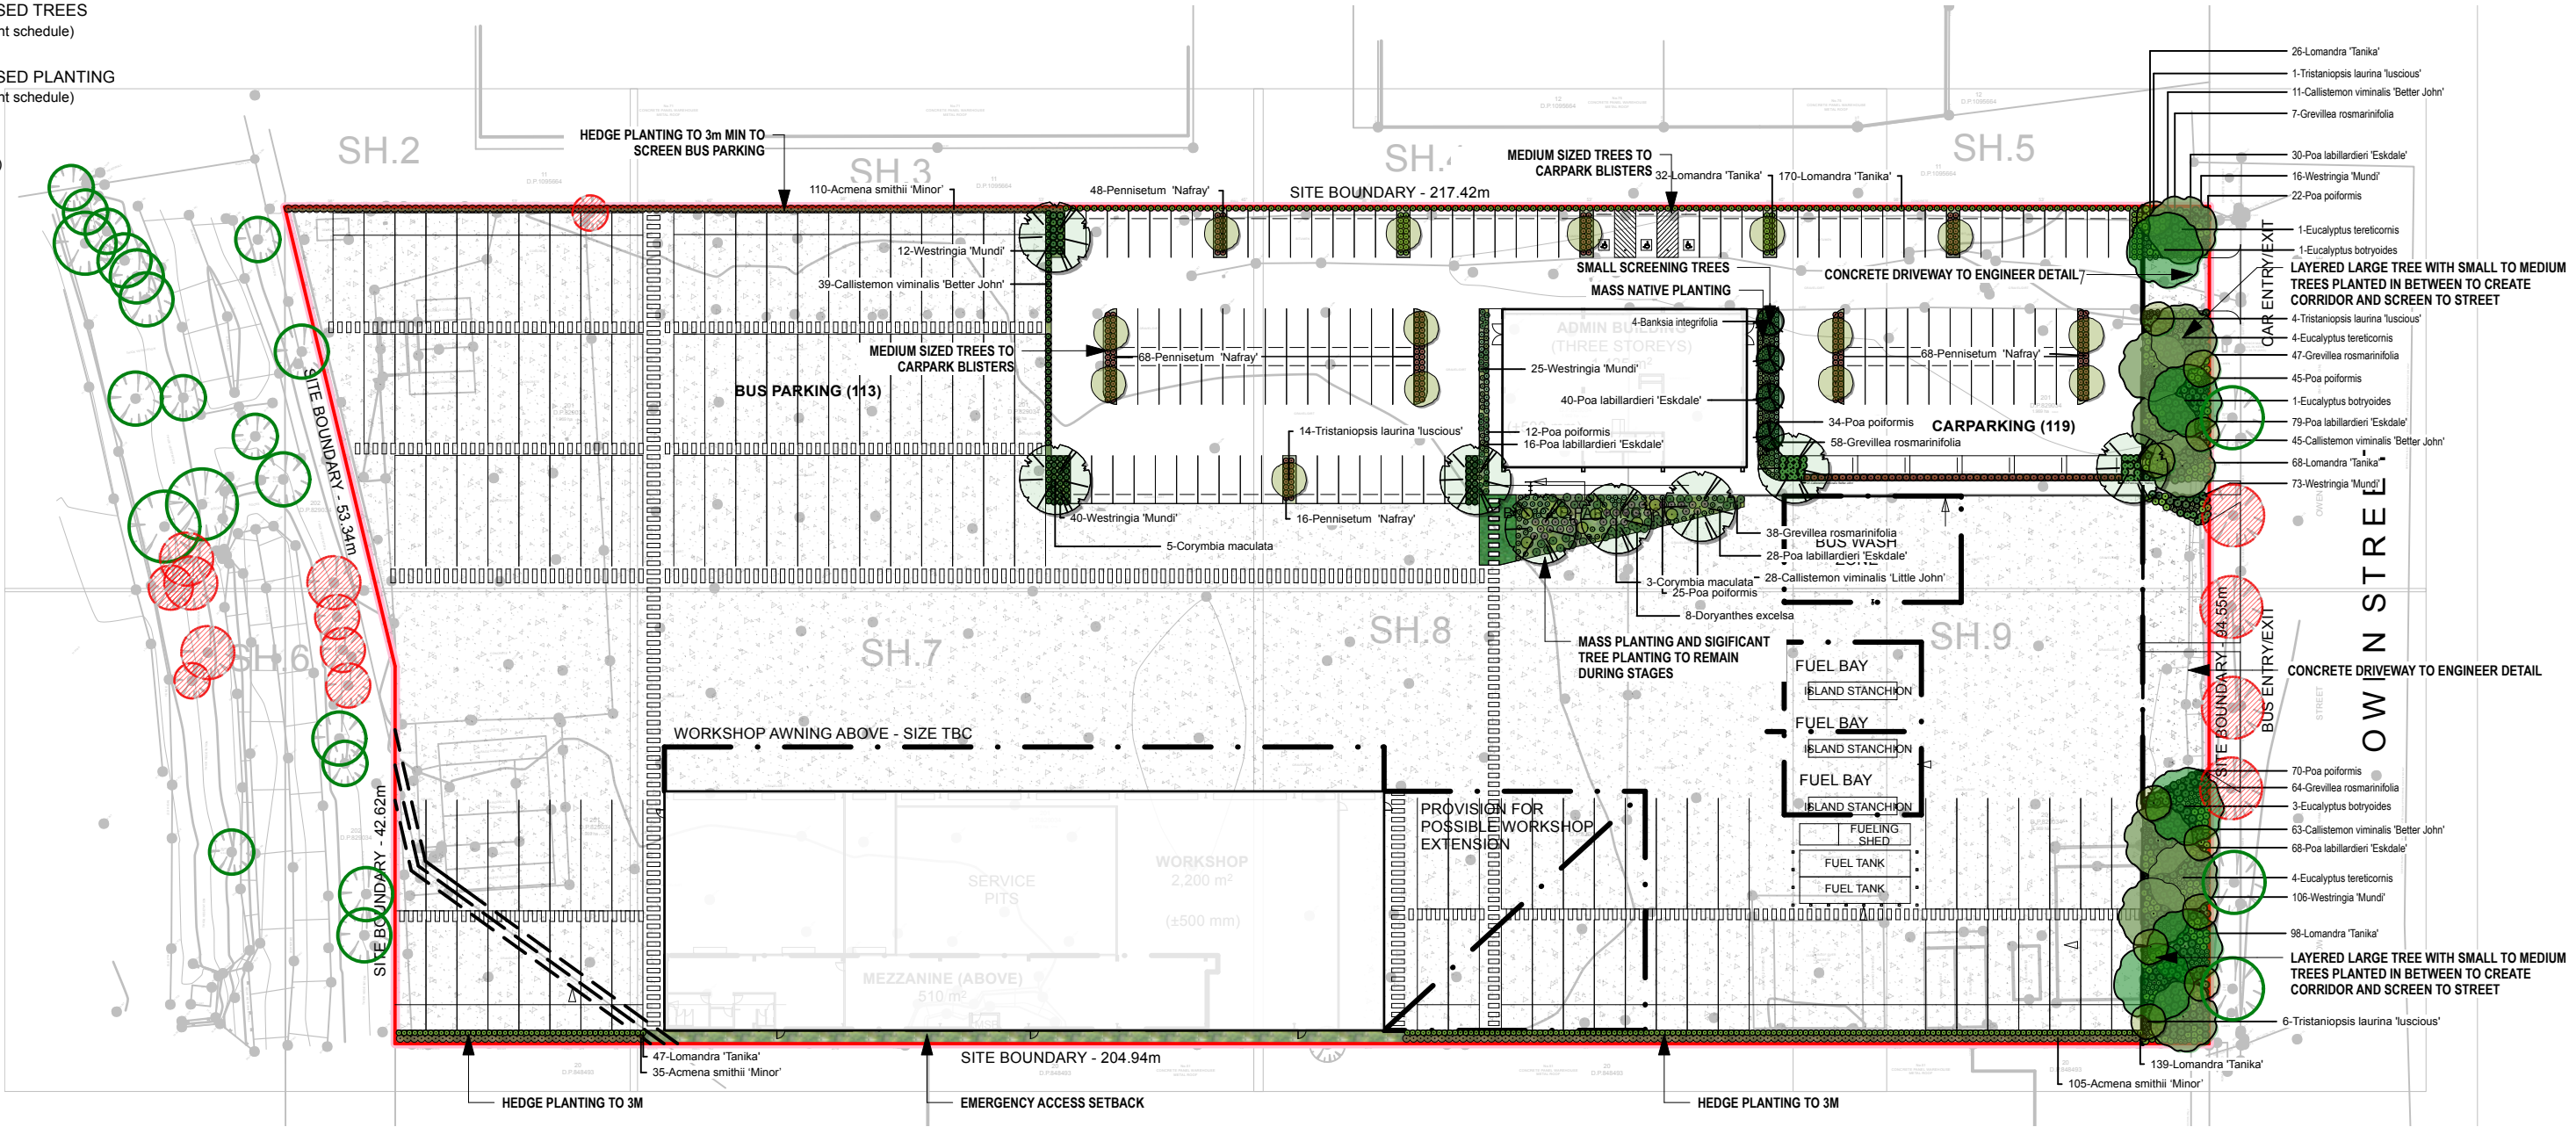 SED TREES
nt schedule)
SED PLANTING
nt schedule)
)
SH.2
SH.3
SH.
SH.5
HEDGE PLANTING TO 3m MIN TO
SCREEN BUS PARKING
110-Acmena smithii 'Minor'
48-Pennisetum 'Nafray'
SITE BOUNDARY - 217.42m
MEDIUM SIZED TREES TO
CARPARK BLISTERS
32-Lomandra 'Tanika'
170-Lomandra 'Tanika'
26-Lomandra 'Tanika'
1-Tristaniopsis laurina 'luscious'
11-Callistemon viminalis 'Better John'
7-Grevillea rosmarinifolia
30-Poa labillardieri 'Eskdale'
16-Westringia 'Mundi'
22-Poa poiformis
1-Eucalyptus tereticornis
1-Eucalyptus botryoides
LAYERED LARGE TREE WITH SMALL TO MEDIUM
TREES PLANTED IN BETWEEN TO CREATE
CORRIDOR AND SCREEN TO STREET
4-Tristaniopsis laurina 'luscious'
4-Eucalyptus tereticornis
47-Grevillea rosmarinifolia
45-Poa poiformis
1-Eucalyptus botryoides
79-Poa labillardieri 'Eskdale'
45-Callistemon viminalis 'Better John'
68-Lomandra 'Tanika'
73-Westringia 'Mundi'
CAR ENTRY/EXIT
12-Westringia 'Mundi'
39-Callistemon viminalis 'Better John'
SMALL SCREENING TREES
MASS NATIVE PLANTING
CONCRETE DRIVEWAY TO ENGINEER DETAIL
4-Banksia integrifolia
ADMIN BUILDING
(THREE STOREYS)
MEDIUM SIZED TREES TO
CARPARK BLISTERS
68-Pennisetum 'Nafray'
68-Pennisetum 'Nafray'
25-Westringia 'Mundi'
BUS PARKING (113)
40-Poa labillardieri 'Eskdale'
SITE BOUNDARY - 53.34m
14-Tristaniopsis laurina 'luscious'
12-Poa poiformis
16-Poa labillardieri 'Eskdale'
34-Poa poiformis
CARPARKING (119)
58-Grevillea rosmarinifolia
40-Westringia 'Mundi'
16-Pennisetum 'Nafray'
5-Corymbia maculata
38-Grevillea rosmarinifolia
BUS WASH
ZONE
28-Poa labillardieri 'Eskdale'
3-Corymbia maculata
28-Callistemon viminalis 'Little John'
25-Poa poiformis
8-Doryanthes excelsa
MASS PLANTING AND SIGIFICANT
TREE PLANTING TO REMAIN
DURING STAGES
SH.6
SH.7
SH.8
SH.9
FUEL BAY
ISLAND STANCHION
FUEL BAY
ISLAND STANCHION
FUEL BAY
ISLAND STANCHION
FUELING
SHED
FUEL TANK
FUEL TANK
SITE BOUNDARY - 94.55m
BUS ENTRY/EXIT
CONCRETE DRIVEWAY TO ENGINEER DETAIL
WORKSHOP AWNING ABOVE - SIZE TBC
PROVISION FOR
POSSIBLE WORKSHOP
EXTENSION
SERVICE
PITS
WORKSHOP
2,200 m²
(±500 mm)
MEZZANINE (ABOVE)
510 m²
SITE BOUNDARY - 42.62m
70-Poa poiformis
64-Grevillea rosmarinifolia
3-Eucalyptus botryoides
63-Callistemon viminalis 'Better John'
68-Poa labillardieri 'Eskdale'
4-Eucalyptus tereticornis
106-Westringia 'Mundi'
98-Lomandra 'Tanika'
LAYERED LARGE TREE WITH SMALL TO MEDIUM
TREES PLANTED IN BETWEEN TO CREATE
CORRIDOR AND SCREEN TO STREET
6-Tristaniopsis laurina 'luscious'
47-Lomandra 'Tanika'
35-Acmena smithii 'Minor'
SITE BOUNDARY - 204.94m
139-Lomandra 'Tanika'
105-Acmena smithii 'Minor'
HEDGE PLANTING TO 3M
EMERGENCY ACCESS SETBACK
HEDGE PLANTING TO 3M